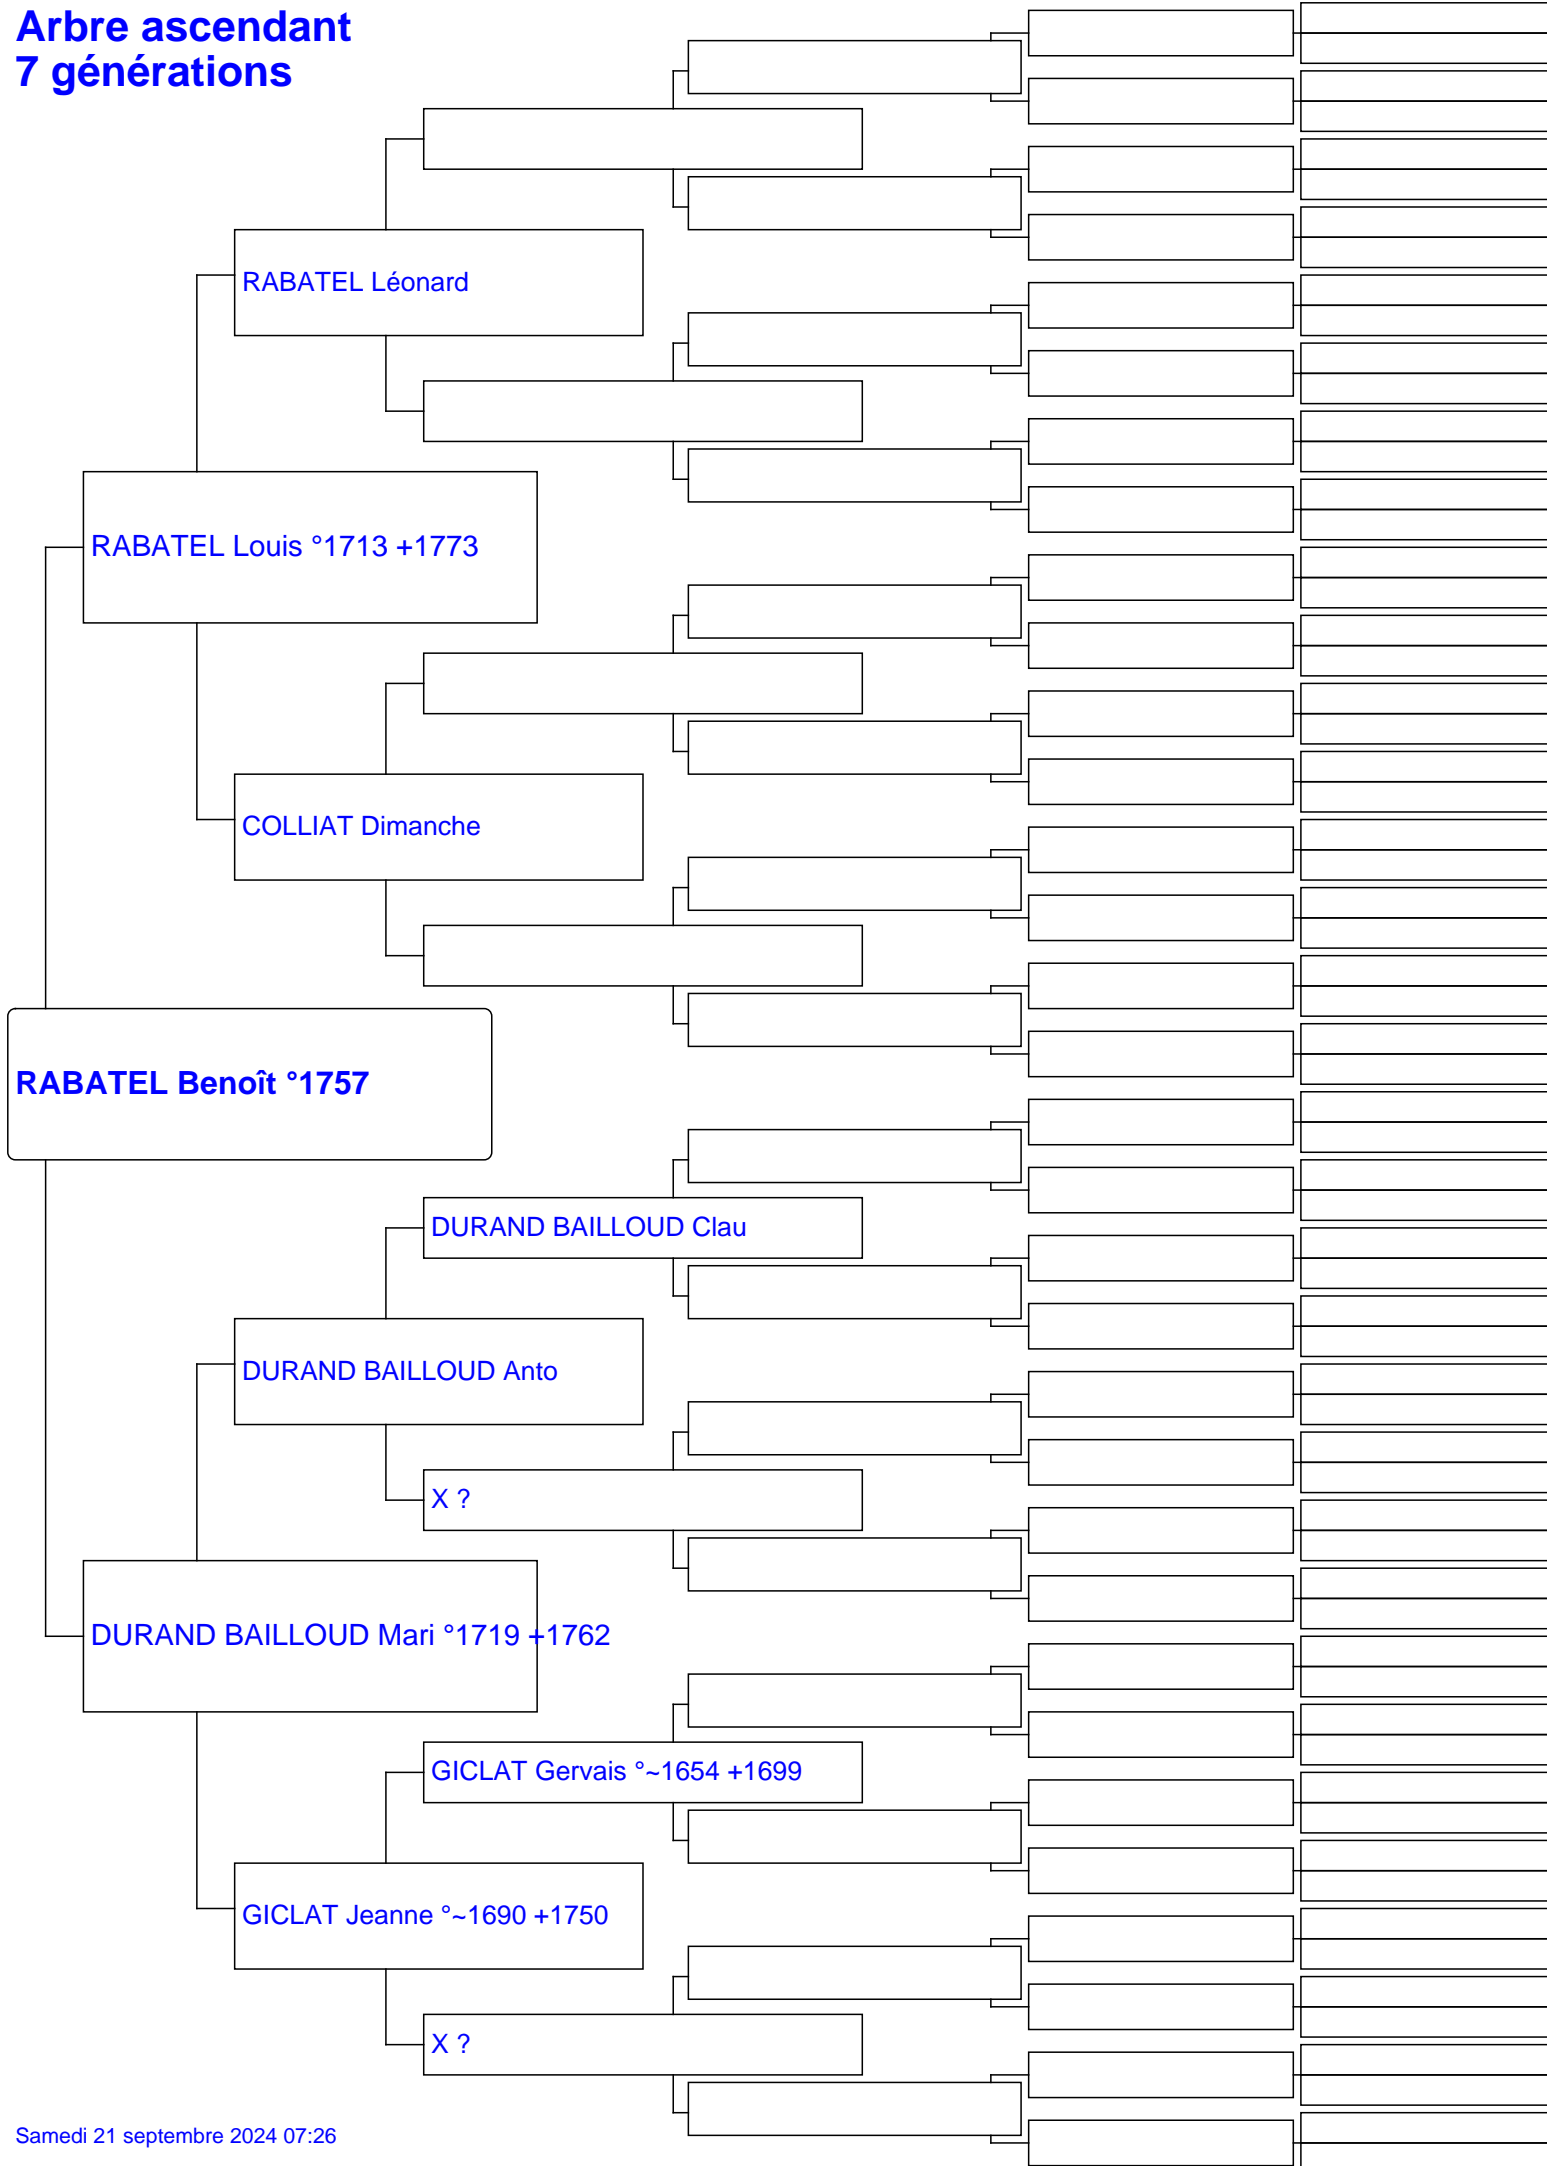 Arbre ascendant
7 générations
RABATEL Léonard
RABATEL Louis °1713 +1773
COLLIAT Dimanche
RABATEL Benoît °1757
DURAND BAILLOUD Clau
DURAND BAILLOUD Anto
X ?
DURAND BAILLOUD Mari °1719 +1762
GICLAT Gervais °~1654 +1699
GICLAT Jeanne °~1690 +1750
X ?
Samedi 21 septembre 2024 07:26